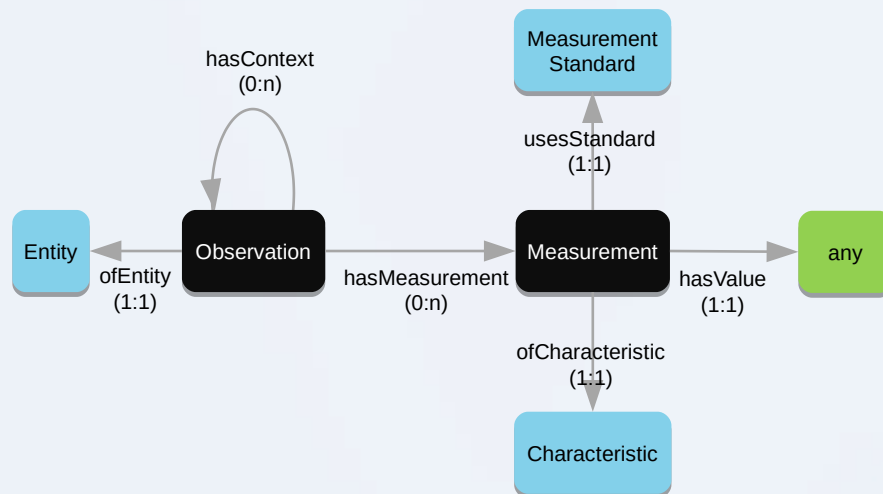 Measurement
Standard
hasContext
(0:n)
usesStandard
(1:1)
Entity
Observation
Measurement
any
ofEntity
(1:1)
hasMeasurement
(0:n)
hasValue
(1:1)
ofCharacteristic
(1:1)
Characteristic